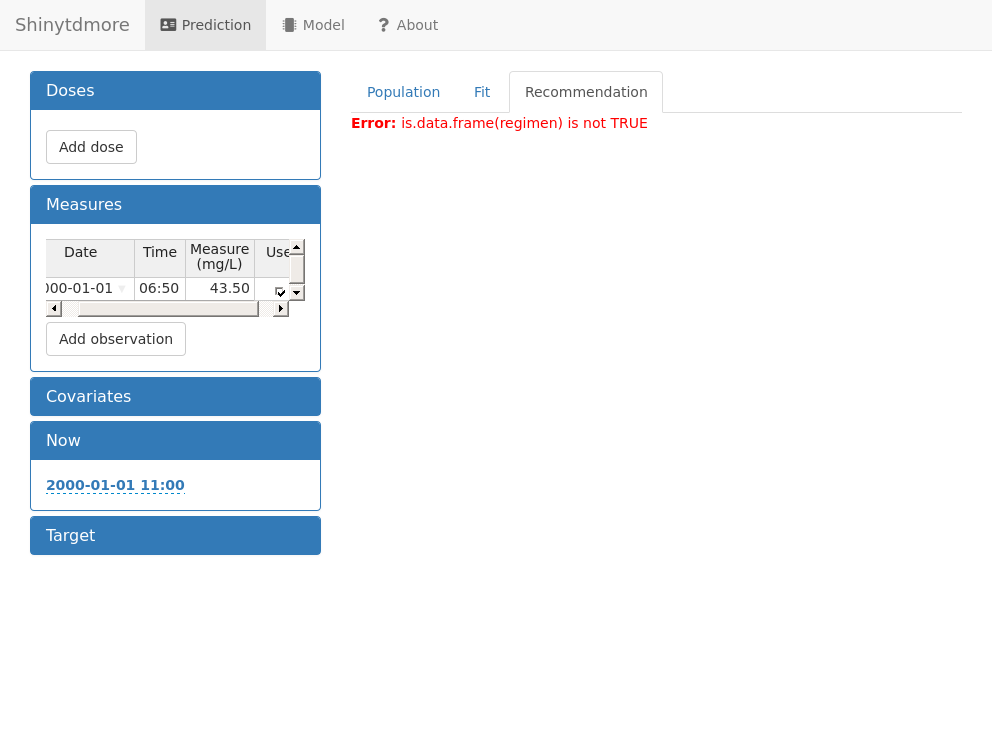 Shinytdmore Prediction Model ? About
Doses
Add dose
Measures
Date Time Measure (mg/L) Use
000-01-01 06:50 43.50
Add observation
Covariates
Now
2000-01-01 11:00
Target
Population Fit Recommendation
Error: is.data.frame(regimen) is not TRUE